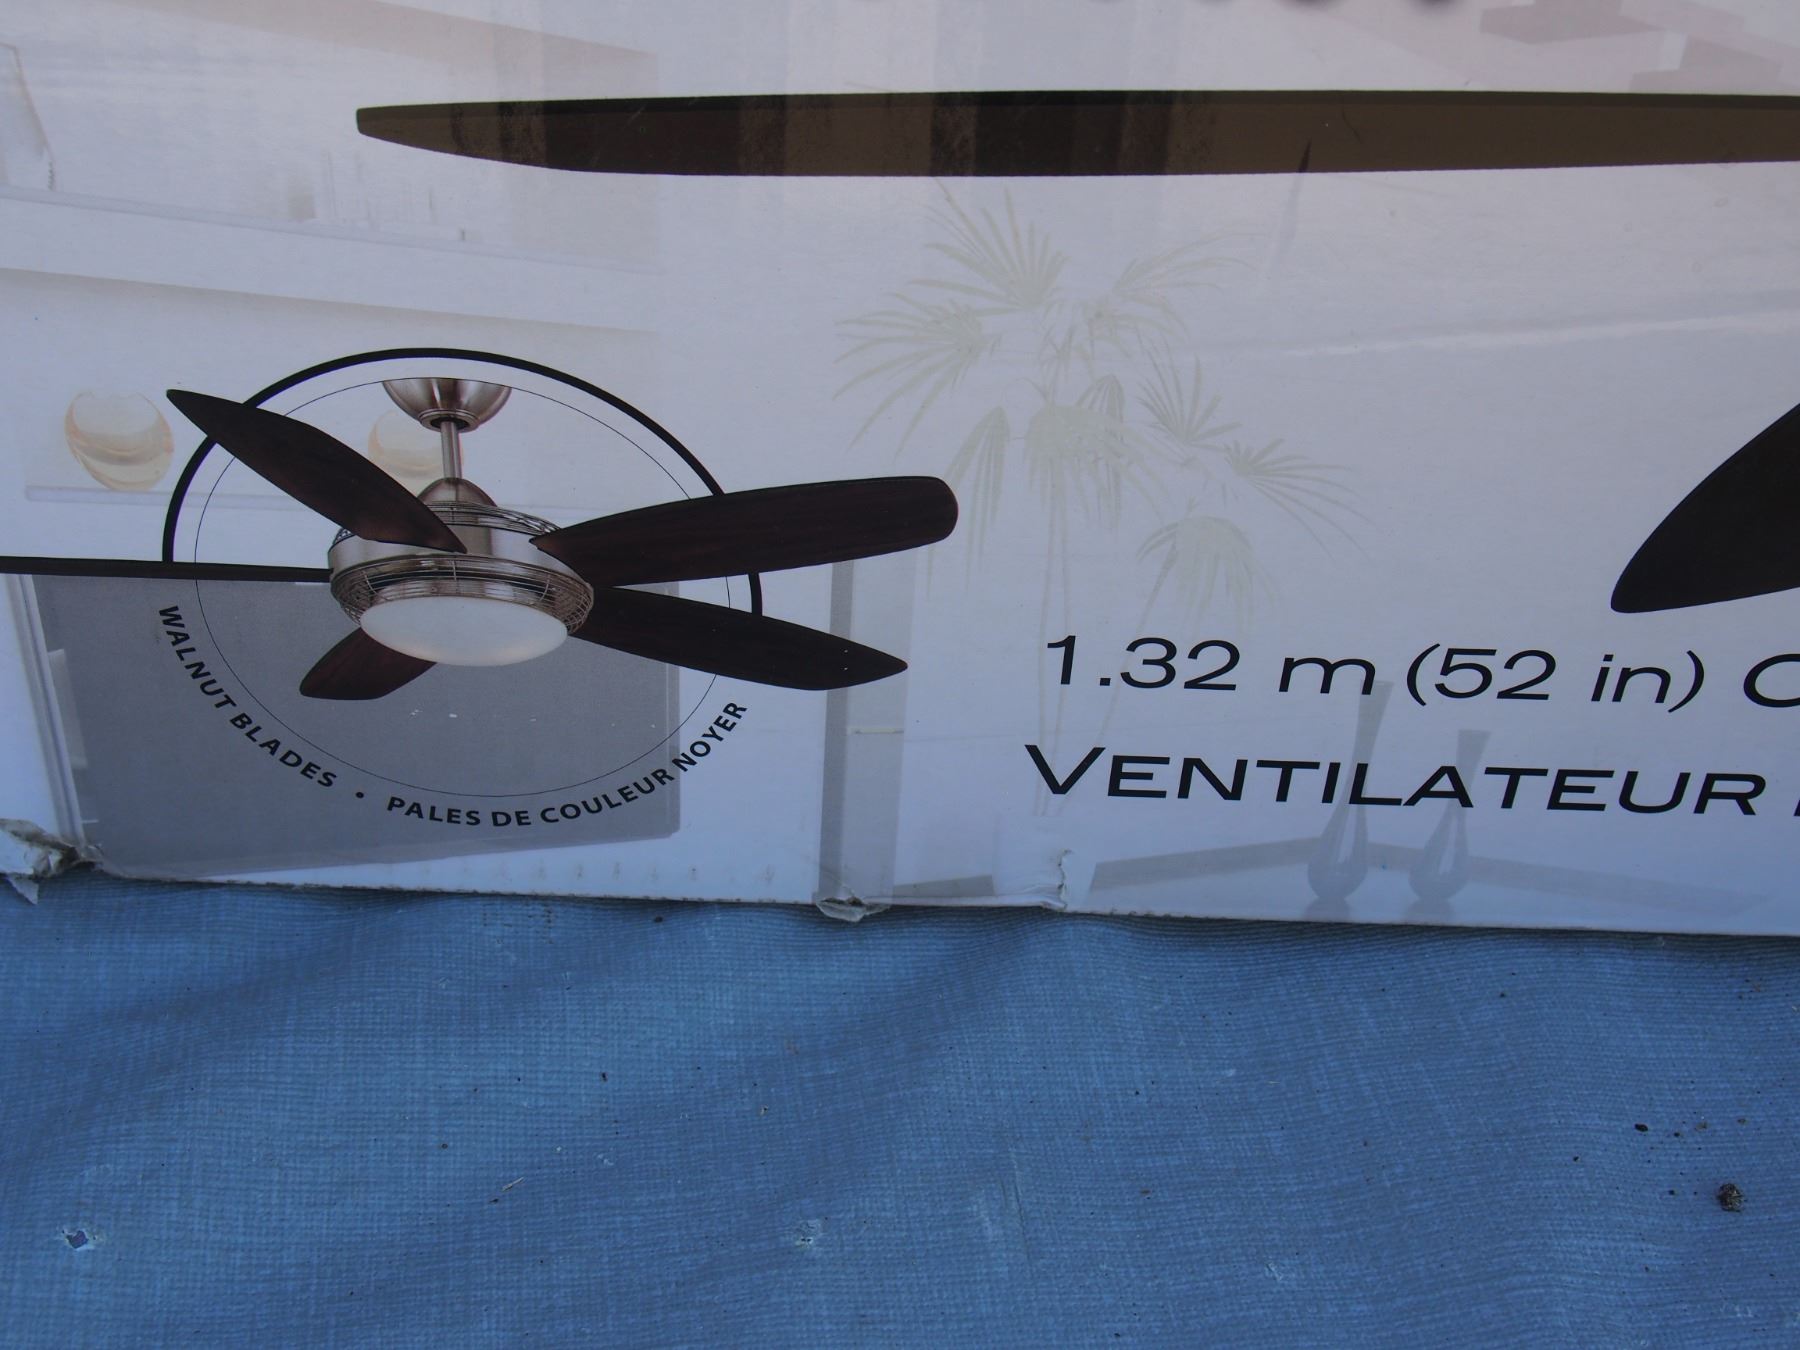 WALNUT BLADES • PALES DE COULEUR NOYER
1.32 m (52 in)
VENTILATEUR